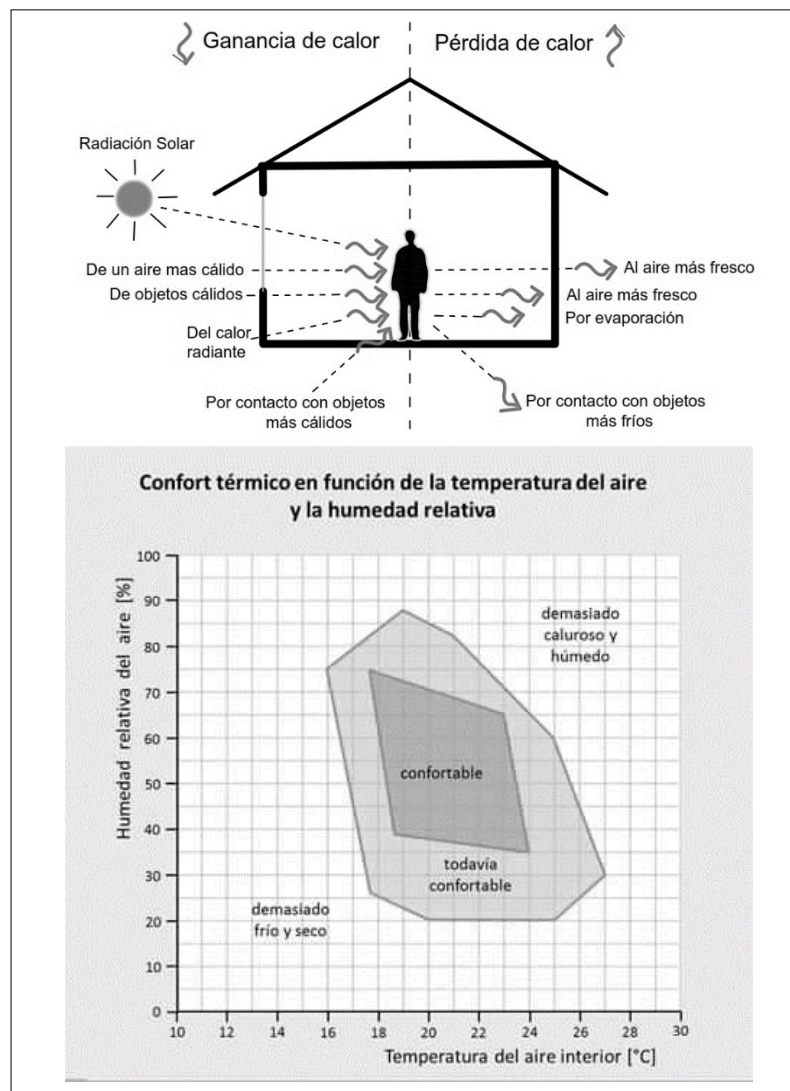 Ganancia de calor
Pérdida de calor
Radiación Solar
De un aire mas cálido
De objetos cálidos
Del calor
radiante
Por contacto con objetos
más cálidos
Al aire más fresco
Al aire más fresco
Por evaporación
Por contacto con objetos
más fríos
Confort térmico en función de la temperatura del aire
y la humedad relativa
Humedad relativa del aire [%]
100
90
80
70
60
50
40
30
20
10
0
demasiado
caluroso y
húmedo
confortable
todavía
confortable
demasiado
frío y seco
10 12 14 16 18 20 22 24 26 28 30
Temperatura del aire interior [°C]